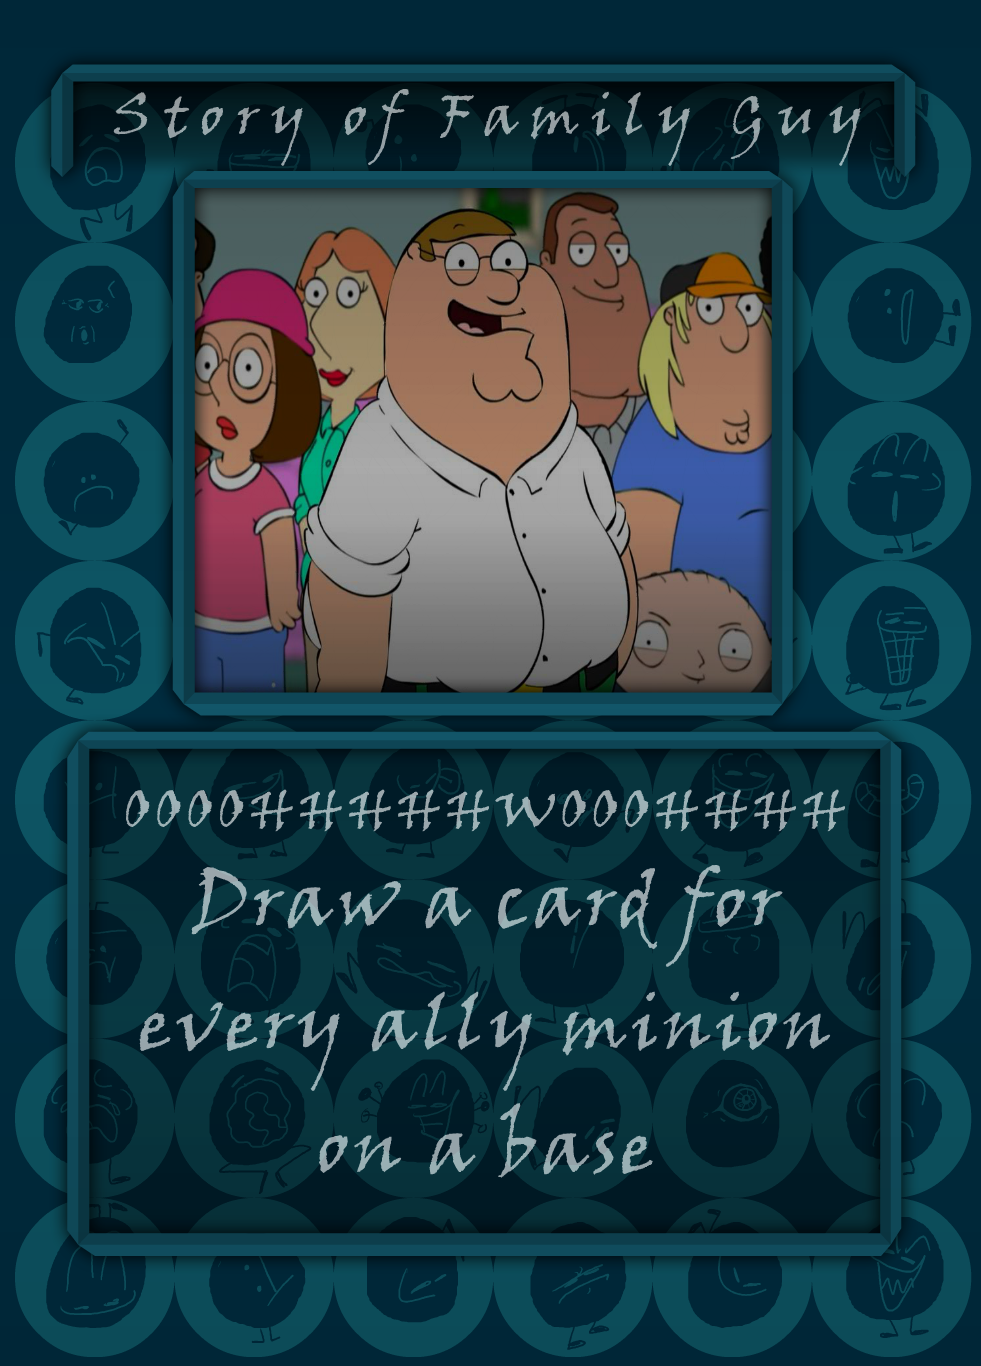 Story of Family Guy
OOOOHHHHHWOOOHHHH
Draw a card for
every ally minion
on a base